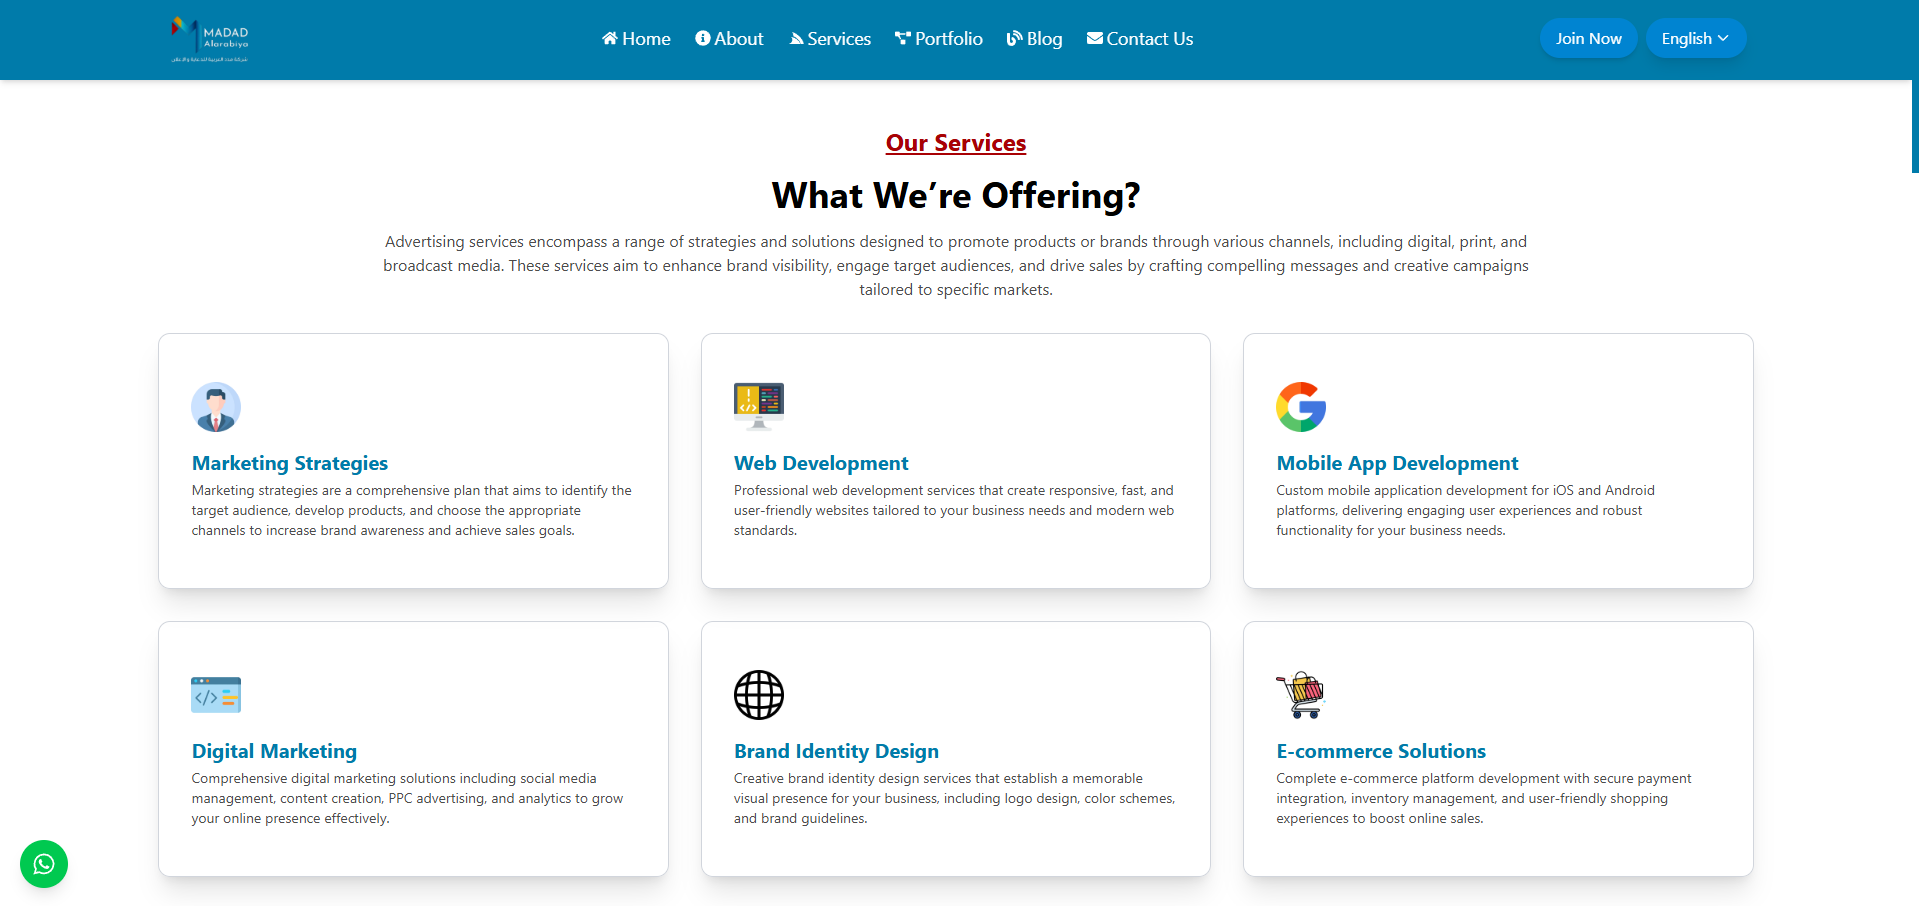 MADAD
Alarabiya
شركة مدد العربية للدعاية والإعلان
Home
About
Services
Portfolio
Blog
Contact Us
Join Now
English
Our Services
What We’re Offering?
Advertising services encompass a range of strategies and solutions designed to promote products or brands through various channels, including digital, print, and
broadcast media. These services aim to enhance brand visibility, engage target audiences, and drive sales by crafting compelling messages and creative campaigns
tailored to specific markets.
Marketing Strategies
Marketing strategies are a comprehensive plan that aims to identify the
target audience, develop products, and choose the appropriate
channels to increase brand awareness and achieve sales goals.
Web Development
Professional web development services that create responsive, fast, and
user-friendly websites tailored to your business needs and modern web
standards.
Mobile App Development
Custom mobile application development for iOS and Android
platforms, delivering engaging user experiences and robust
functionality for your business needs.
Digital Marketing
Comprehensive digital marketing solutions including social media
management, content creation, PPC advertising, and analytics to grow
your online presence effectively.
Brand Identity Design
Creative brand identity design services that establish a memorable
visual presence for your business, including logo design, color schemes,
and brand guidelines.
E-commerce Solutions
Complete e-commerce platform development with secure payment
integration, inventory management, and user-friendly shopping
experiences to boost online sales.